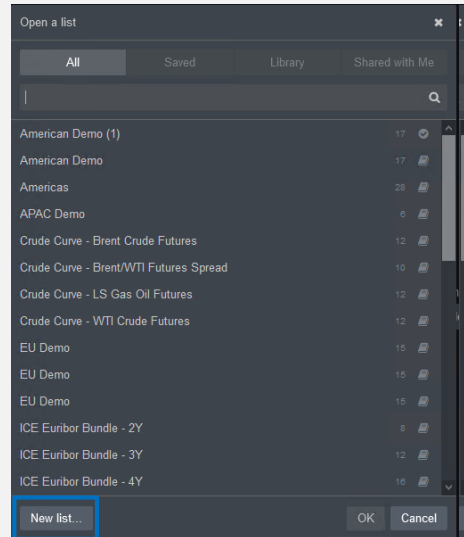 Open a list
All Saved Library Shared with Me
American Demo (1) 17
American Demo 17
Americas 28
APAC Demo 6
Crude Curve - Brent Crude Futures 12
Crude Curve - Brent/WTI Futures Spread 10
Crude Curve - LS Gas Oil Futures 12
Crude Curve - WTI Crude Futures 12
EU Demo 15
EU Demo 15
EU Demo 15
ICE Euribor Bundle - 2Y 8
ICE Euribor Bundle - 3Y 12
ICE Euribor Bundle - 4Y 16
New list... OK Cancel